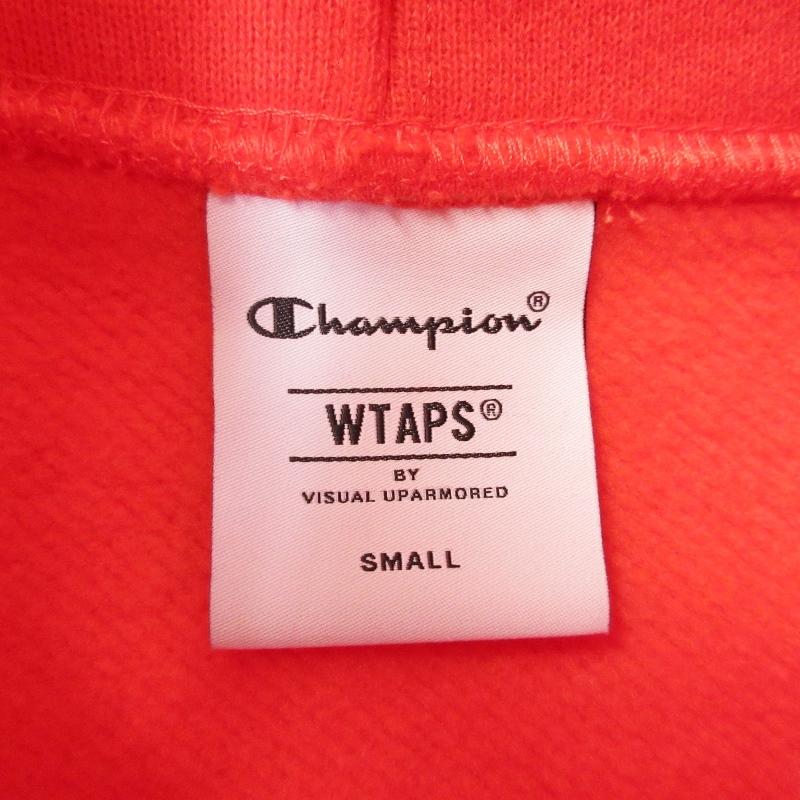 Champion®
WTAPS®
BY
VISUAL UPARMORED
SMALL